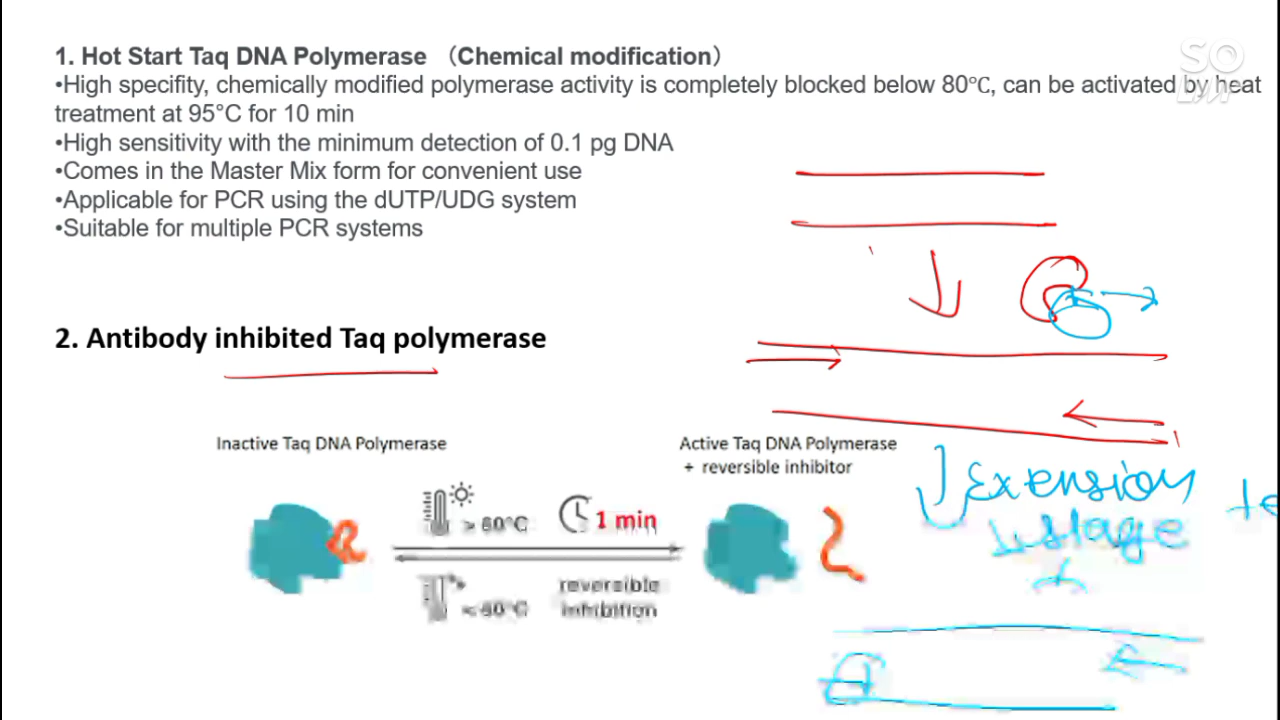 1. Hot Start Taq DNA Polymerase （Chemical modification）
•High specifity, chemically modified polymerase activity is completely blocked below 80℃, can be activated by heat
treatment at 95°C for 10 min
•High sensitivity with the minimum detection of 0.1 pg DNA
•Comes in the Master Mix form for convenient use
•Applicable for PCR using the dUTP/UDG system
•Suitable for multiple PCR systems
SO
LM
2. Antibody inhibited Taq polymerase
Inactive Taq DNA Polymerase
Active Taq DNA Polymerase
+ reversible inhibitor
1 min
reversible
inhibition
Extension
stage